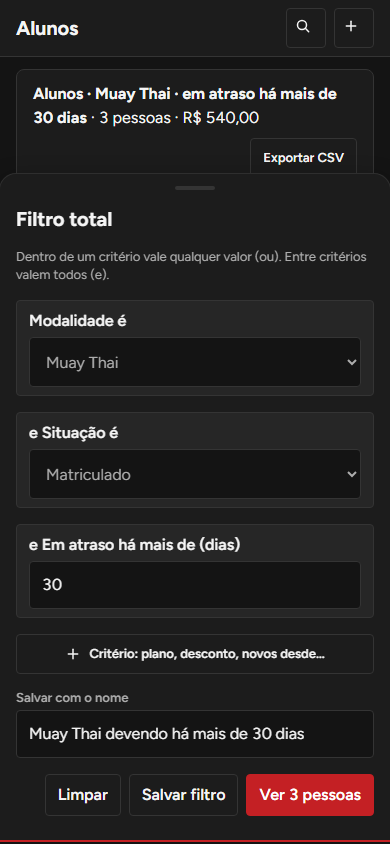 Alunos
Alunos · Muay Thai · em atraso há mais de
30 dias · 3 pessoas · R$ 540,00
Exportar CSV
Filtro total
Dentro de um critério vale qualquer valor (ou). Entre critérios
valem todos (e).
Modalidade é
Muay Thai
e Situação é
Matriculado
e Em atraso há mais de (dias)
30
+ Critério: plano, desconto, novos desde...
Salvar com o nome
Muay Thai devendo há mais de 30 dias
Limpar
Salvar filtro
Ver 3 pessoas